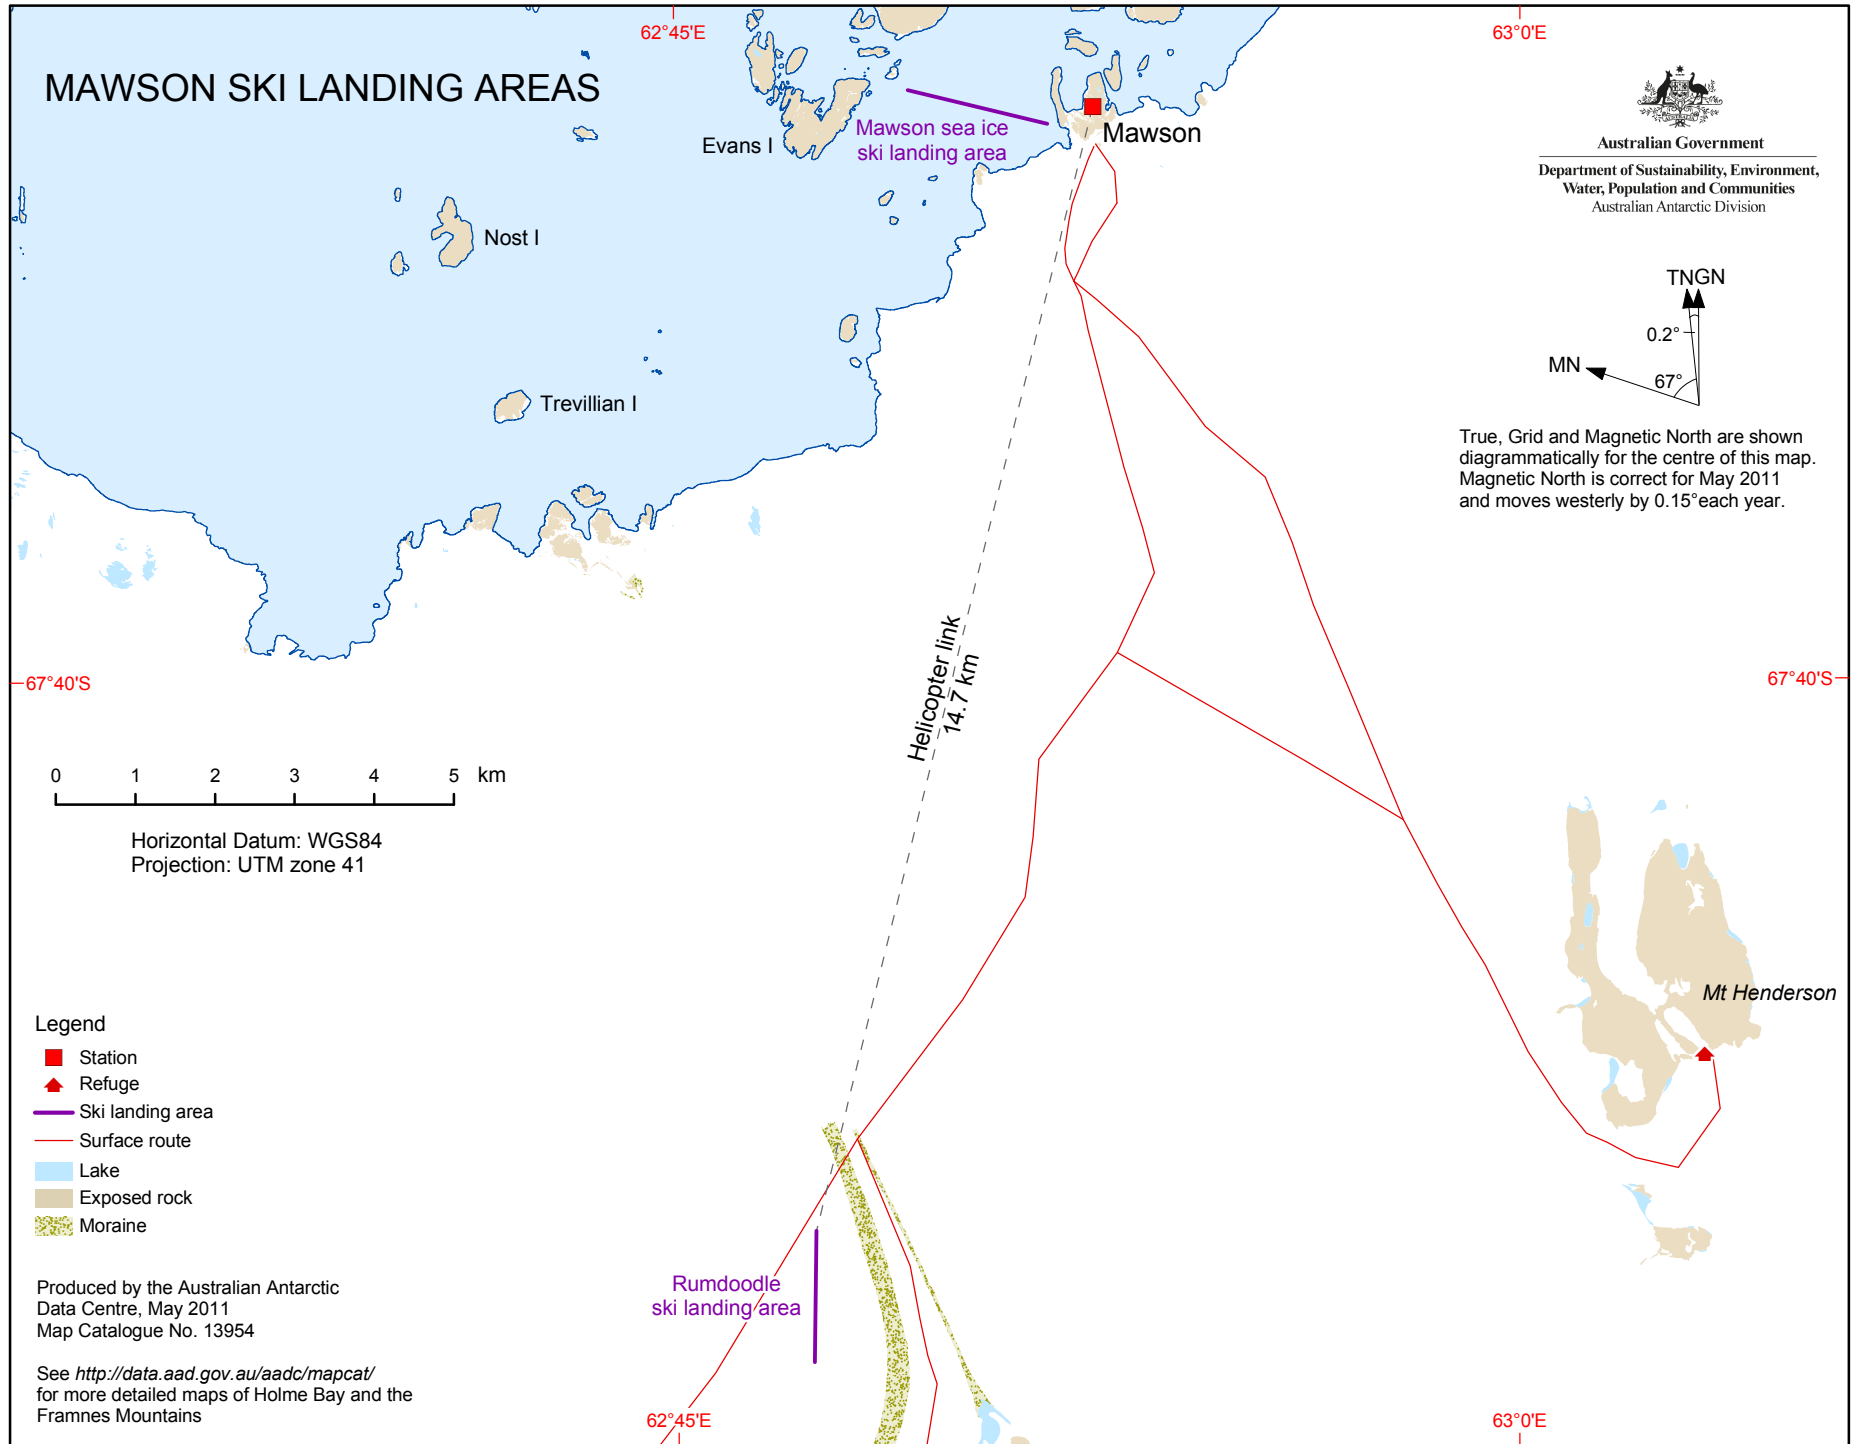 62°45'E
63°0'E
MAWSON SKI LANDING AREAS
Mawson sea ice
ski landing area
Evans I
Mawson
Australian Government
Department of Sustainability, Environment,
Water, Population and Communities
Australian Antarctic Division
Nost I
TNGN
0.2°
MN
67°
Trevillian I
True, Grid and Magnetic North are shown
diagrammatically for the centre of this map.
Magnetic North is correct for May 2011
and moves westerly by 0.15°each year.
Helicopter link
14.7 km
67°40'S
67°40'S
0 1 2 3 4 5 km
Horizontal Datum: WGS84
Projection: UTM zone 41
Mt Henderson
Legend
Station
Refuge
Ski landing area
Surface route
Lake
Exposed rock
Moraine
Rumdoodle
ski landing area
Produced by the Australian Antarctic
Data Centre, May 2011
Map Catalogue No. 13954
See http://data.aad.gov.au/aadc/mapcat/
for more detailed maps of Holme Bay and the
Framnes Mountains
62°45'E
63°0'E